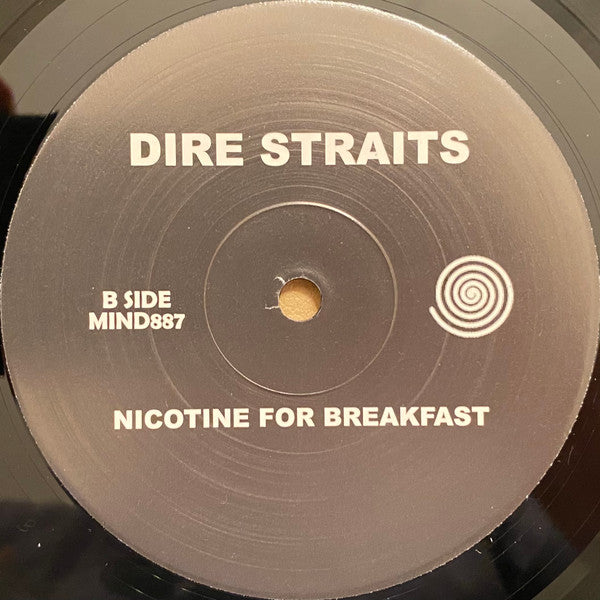 DIRE STRAITS
B SIDE
MIND887
NICOTINE FOR BREAKFAST